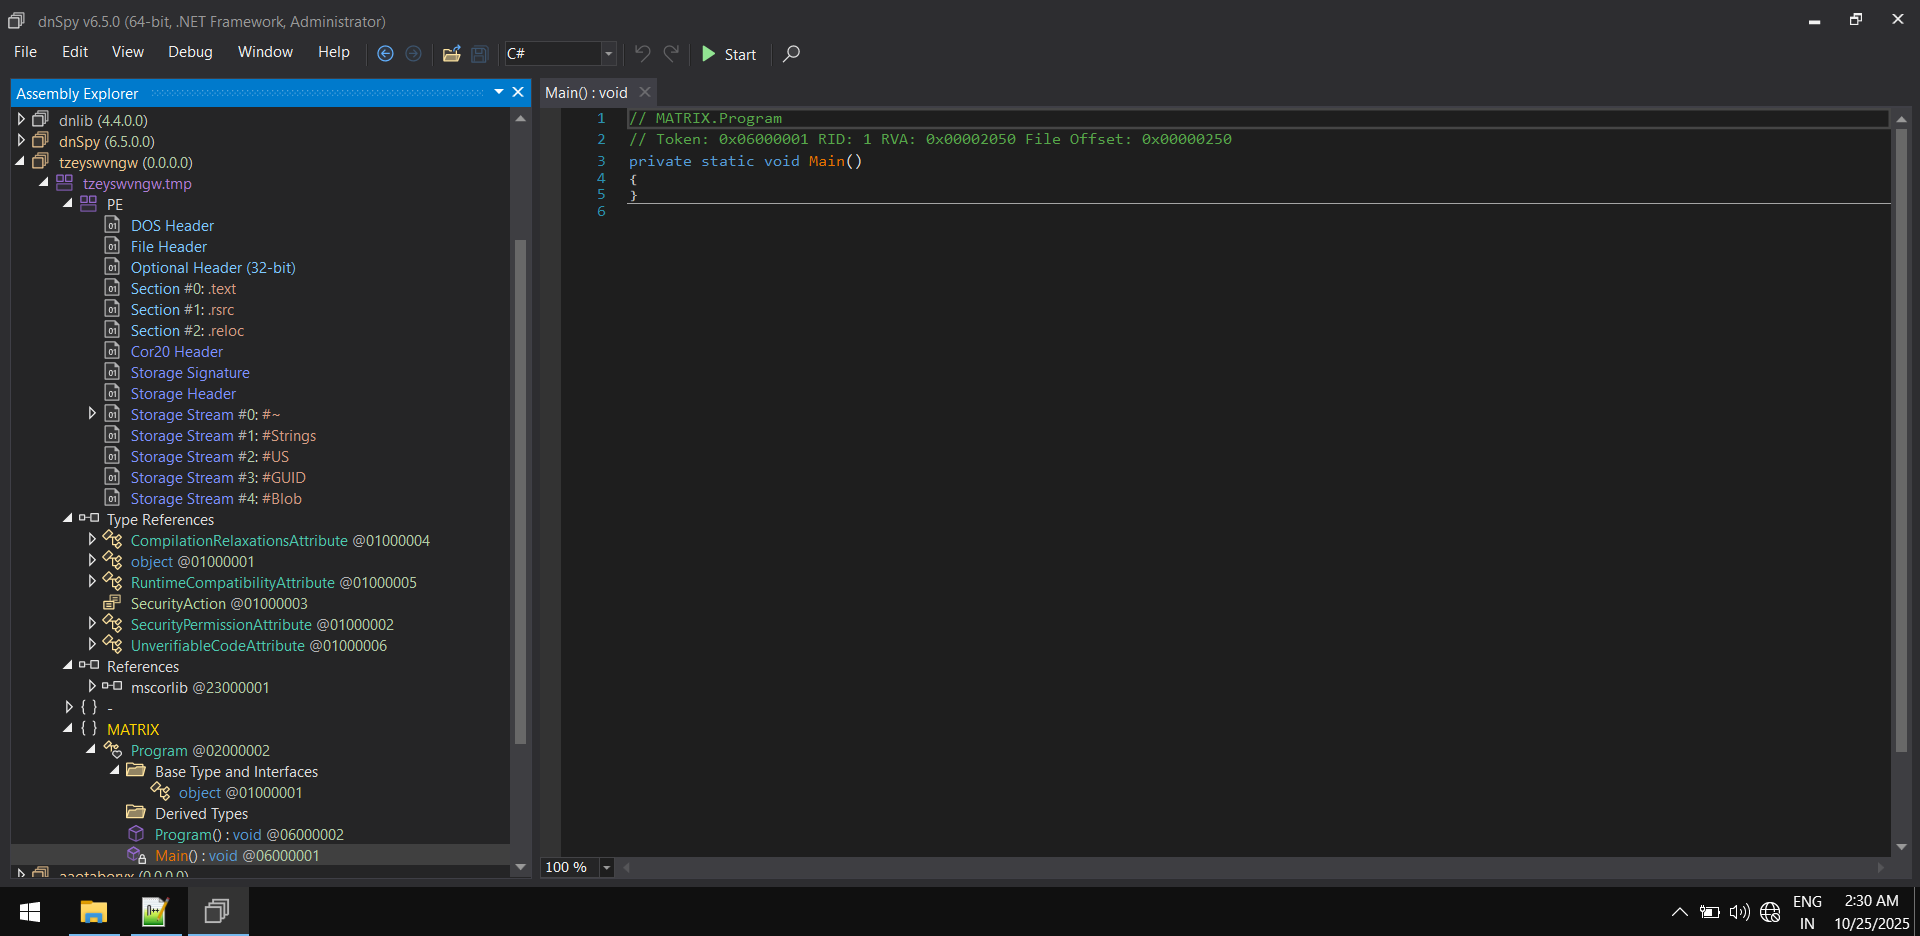 dnSpy v6.5.0 (64-bit, .NET Framework, Administrator)
File Edit View Debug Window Help C# Start
Assembly Explorer
dnlib (4.4.0.0)
dnSpy (6.5.0.0)
tzeyswvngw (0.0.0.0)
tzeyswvngw.tmp
PE
DOS Header
File Header
Optional Header (32-bit)
Section #0: .text
Section #1: .rsrc
Section #2: .reloc
Cor20 Header
Storage Signature
Storage Header
Storage Stream #0: #~
Storage Stream #1: #Strings
Storage Stream #2: #US
Storage Stream #3: #GUID
Storage Stream #4: #Blob
Type References
CompilationRelaxationsAttribute @01000004
object @01000001
RuntimeCompatibilityAttribute @01000005
SecurityAction @01000003
SecurityPermissionAttribute @01000002
UnverifiableCodeAttribute @01000006
References
mscorlib @23000001
{ } -
{ } MATRIX
Program @02000002
Base Type and Interfaces
object @01000001
Derived Types
Program() : void @06000002
Main() : void @06000001
Main() : void
1 // MATRIX.Program
2 // Token: 0x06000001 RID: 1 RVA: 0x00002050 File Offset: 0x00000250
3 private static void Main()
4 {
5 }
6
100 %
ENG
IN
2:30 AM
10/25/2025